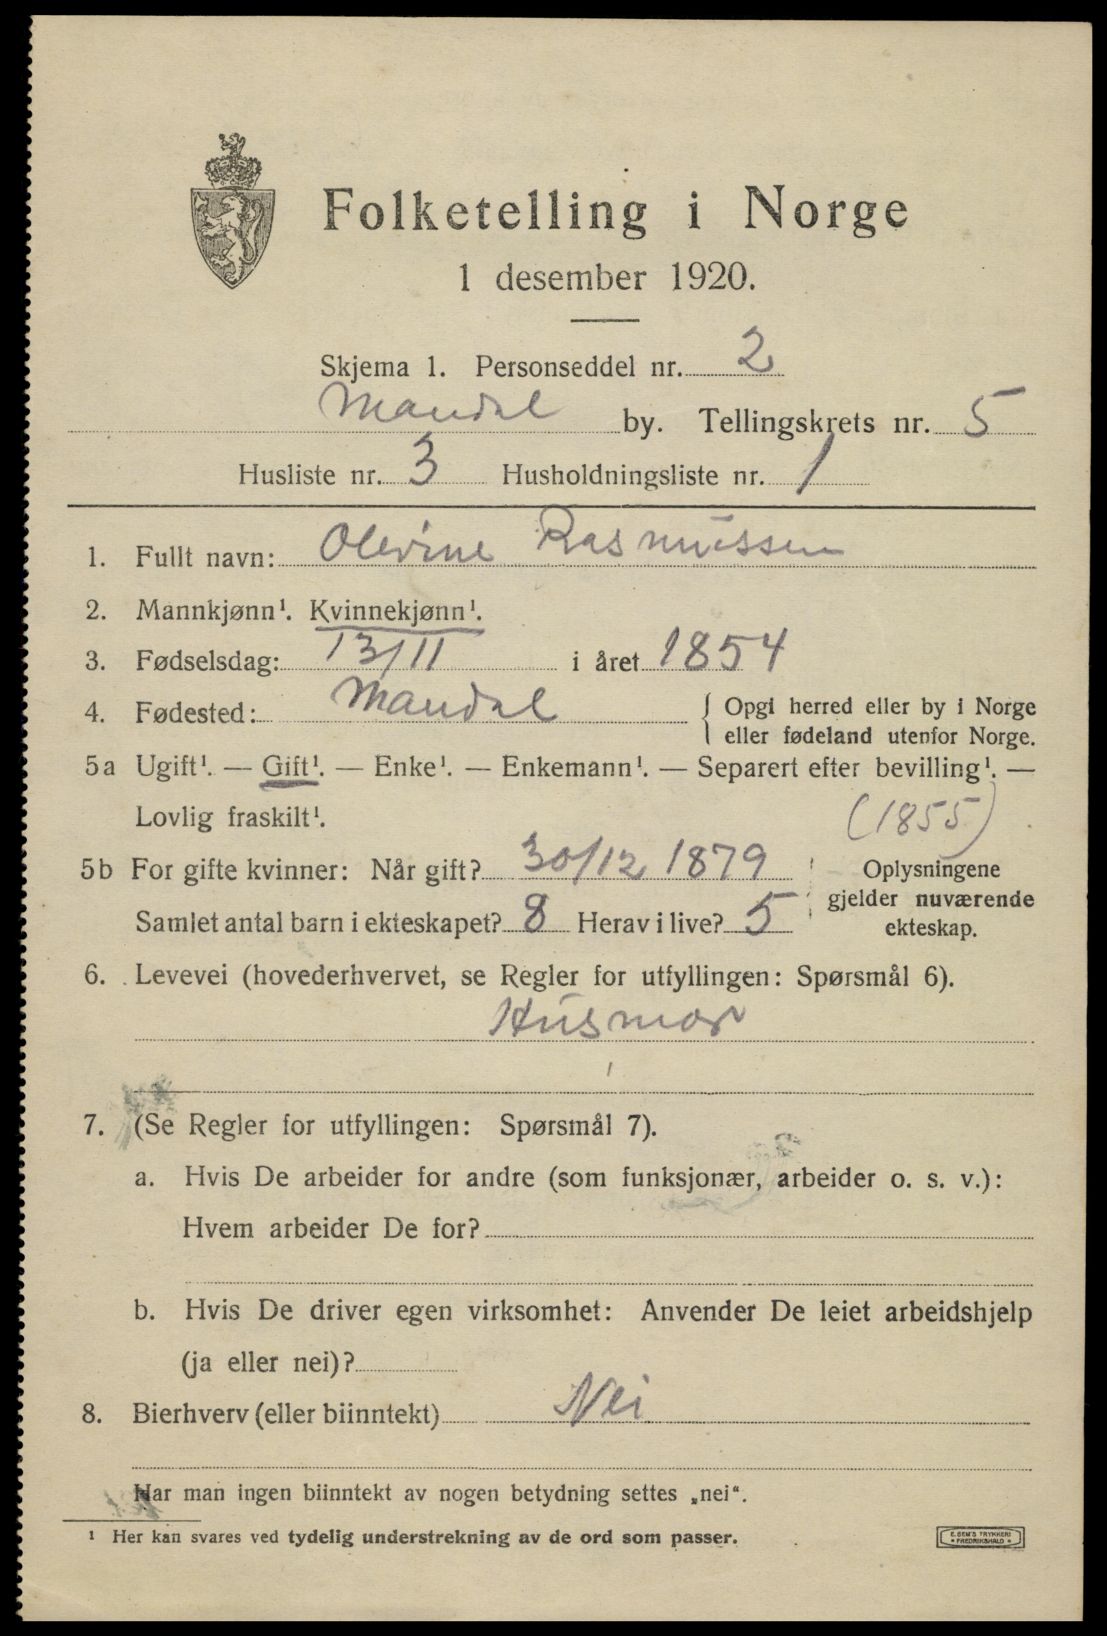 Folketelling i Norge
1 desember 1920.
Skjema 1. Personseddel nr. 2
Mandal by. Tellingskrets nr. 5
Husliste nr. 3 Husholdningsliste nr. 1
1. Fullt navn: Olevine Rasmussen
2. Mannkjønn¹. Kvinnekjønn¹.
3. Fødselsdag: 13/11 i året 1854
4. Fødested: Mandal { Opgi herred eller by i Norge
eller fødeland utenfor Norge.
5a Ugift¹. — Gift¹. — Enke¹. — Enkemann¹. — Separert efter bevilling¹. —
Lovlig fraskilt¹. (1855)
5b For gifte kvinner: Når gift? 30/12 1879 Oplysningene
gjelder nuværende
Samlet antal barn i ekteskapet? 8 Herav i live? 5 ekteskap.
6. Levevei (hovederhvervet, se Regler for utfyllingen: Spørsmål 6).
Husmor
7. (Se Regler for utfyllingen: Spørsmål 7).
a. Hvis De arbeider for andre (som funksjonær, arbeider o. s. v.):
Hvem arbeider De for?
b. Hvis De driver egen virksomhet: Anvender De leiet arbeidshjelp
(ja eller nei)?
8. Bierhverv (eller biinntekt) Nei
Har man ingen biinntekt av nogen betydning settes „nei“.
¹ Her kan svares ved tydelig understrekning av de ord som passer.
E. SEM'S TRYKKERI
• FREDRIKSHALD •